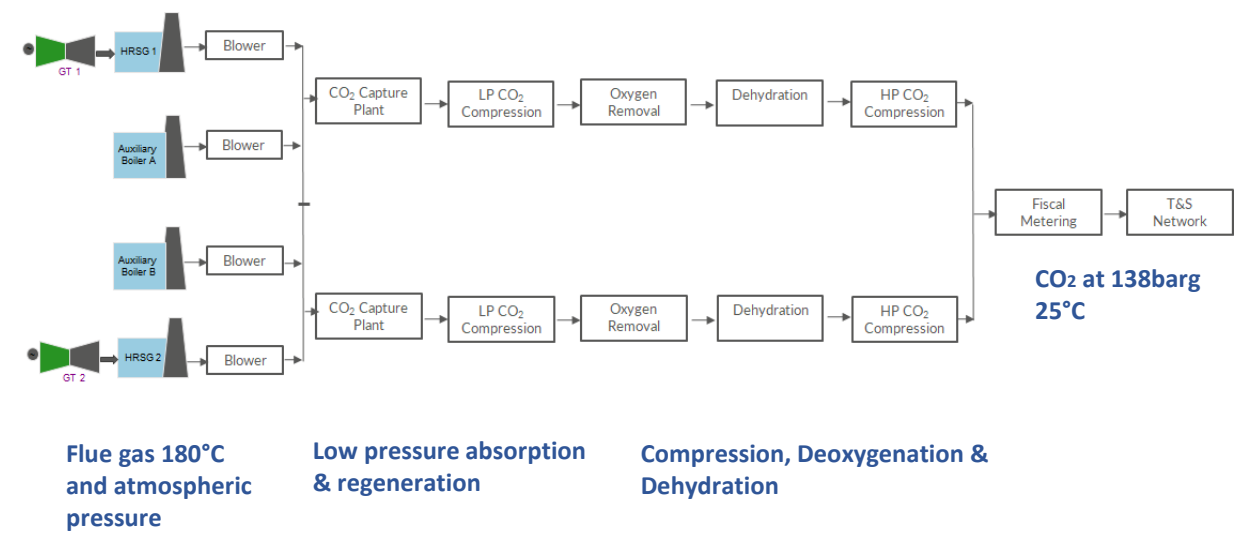 HRSG 1
GT 1
Blower
CO₂ Capture
Plant
LP CO₂
Compression
Oxygen
Removal
Dehydration
HP CO₂
Compression
Auxiliary
Boiler A
Blower
Fiscal
Metering
T&S
Network
Auxiliary
Boiler B
Blower
CO₂ at 138barg
25°C
CO₂ Capture
Plant
LP CO₂
Compression
Oxygen
Removal
Dehydration
HP CO₂
Compression
HRSG 2
GT 2
Blower
Flue gas 180°C
and atmospheric
pressure
Low pressure absorption
& regeneration
Compression, Deoxygenation &
Dehydration